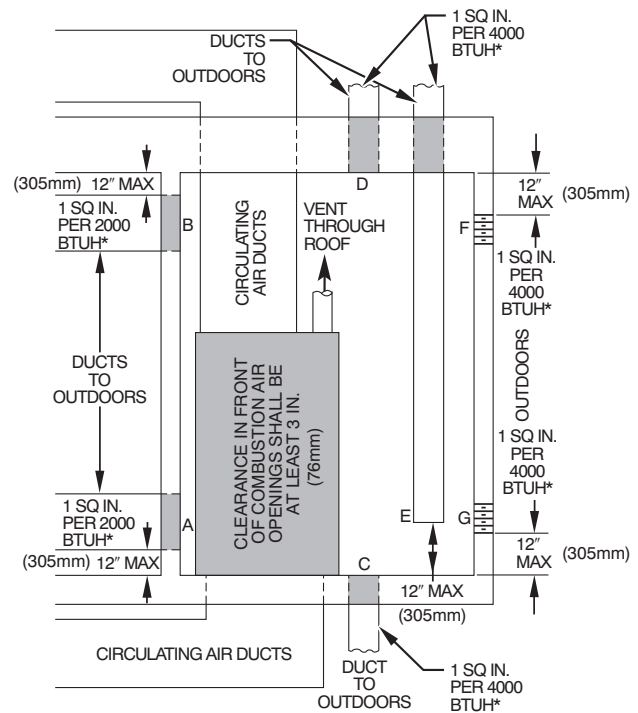 DUCTS
TO
OUTDOORS
1 SQ IN.
PER 4000
BTUH*
(305mm)
12″ MAX
1 SQ IN.
PER 2000
BTUH*
B
D
CIRCULATING
AIR DUCTS
VENT
THROUGH
ROOF
12″
MAX
(305mm)
F
1 SQ IN.
PER
4000
BTUH*
OUTDOORS
DUCTS
TO
OUTDOORS
CLEARANCE IN FRONT
OF COMBUSTION AIR
OPENINGS SHALL BE
AT LEAST 3 IN.
(76mm)
1 SQ IN.
PER
4000
BTUH*
1 SQ IN.
PER 2000
BTUH*
A
E
G
(305mm)
12″ MAX
C
12″ MAX
(305mm)
12″
MAX
(305mm)
CIRCULATING AIR DUCTS
DUCT
TO
OUTDOORS
1 SQ IN.
PER 4000
BTUH*